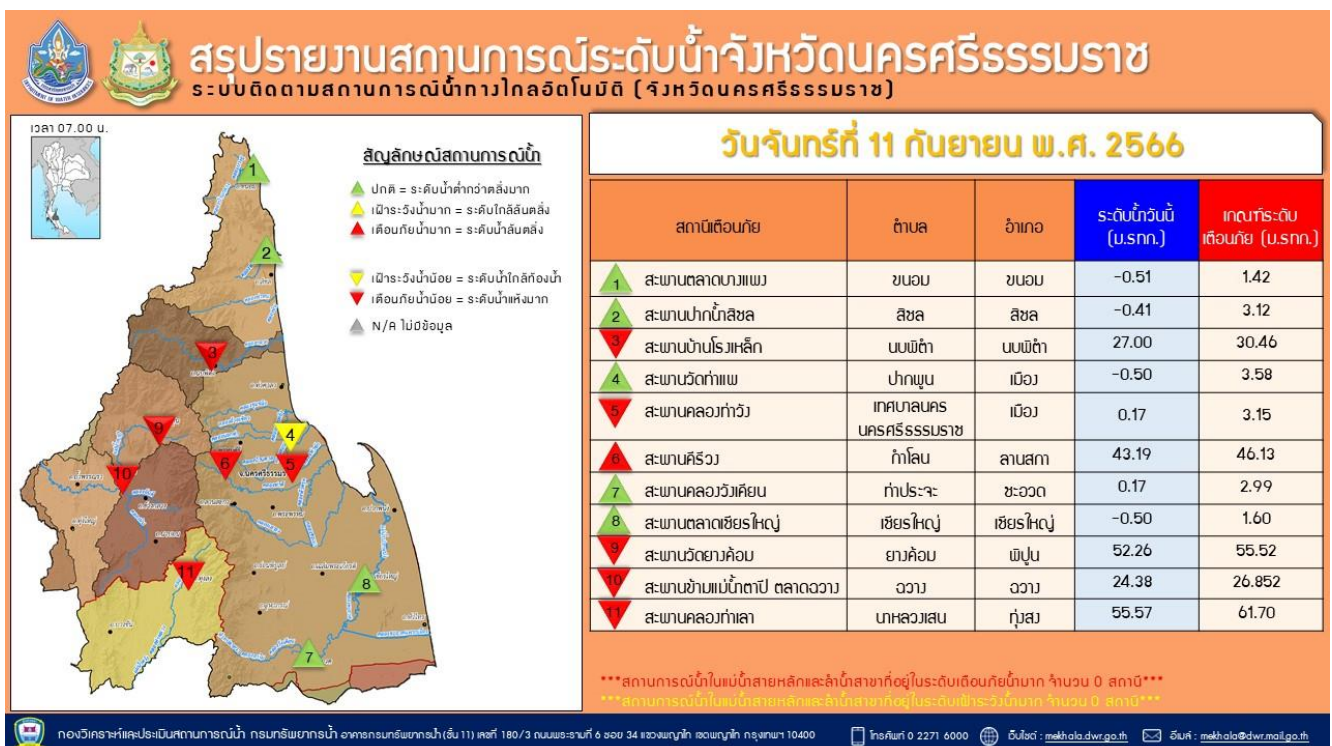 สรุปรายงานสถานการณ์ระดับน้ำจังหวัดนครศรีธรรมราช
ระบบติดตามสถานการณ์น้ำทางไกลอัตโนมัติ (จังหวัดนครศรีธรรมราช)
เวลา 07.00 น.
สัญลักษณ์สถานการณ์น้ำ
ปกติ = ระดับน้ำต่ำกว่าตลิ่งมาก
เฝ้าระวังน้ำมาก = ระดับใกล้ล้นตลิ่ง
เตือนภัยน้ำมาก = ระดับน้ำล้นตลิ่ง
เฝ้าระวังน้ำน้อย = ระดับน้ำใกล้ท้องน้ำ
เตือนภัยน้ำน้อย = ระดับน้ำแห้งมาก
N/A ไม่มีข้อมูล
1
2
3
9
4
10
6
5
11
8
7
วันจันทร์ที่ 11 กันยายน พ.ศ. 2566
สถานีเตือนภัย ตำบล อำเภอ ระดับน้ำวันนี้ (ม.รทก.) เกณฑ์ระดับเตือนภัย (ม.รทก.)
1 สะพานตลาดบางแพง ขนอม ขนอม -0.51 1.42
2 สะพานปากน้ำสิชล สิชล สิชล -0.41 3.12
3 สะพานบ้านโรงเหล็ก นบพิตำ นบพิตำ 27.00 30.46
4 สะพานวัดท่าแพ ปากพูน เมือง -0.50 3.58
5 สะพานคลองท่าวัง เทศบาลนครนครศรีธรรมราช เมือง 0.17 3.15
6 สะพานคีรีวง กำโลน ลานสกา 43.19 46.13
7 สะพานคลองวังเคียน ท่าประจะ ชะอวด 0.17 2.99
8 สะพานตลาดเชียรใหญ่ เชียรใหญ่ เชียรใหญ่ -0.50 1.60
9 สะพานวัดยางค้อม ยางค้อม พิปูน 52.26 55.52
10 สะพานข้ามแม่น้ำตาปี ตลาดฉวาง ฉวาง ฉวาง 24.38 26.852
11 สะพานคลองท่าเลา นาหลวงเสน ทุ่งสง 55.57 61.70
***สถานการณ์น้ำในแม่น้ำสายหลักและลำน้ำสาขาที่อยู่ในระดับเตือนภัยน้ำมาก จำนวน 0 สถานี***
***สถานการณ์น้ำในแม่น้ำสายหลักและลำน้ำสาขาที่อยู่ในระดับเฝ้าระวังน้ำมาก จำนวน 0 สถานี***
กองวิเคราะห์และประเมินสถานการณ์น้ำ กรมทรัพยากรน้ำ อาคารกรมทรัพยากรน้ำ (ชั้น 11) เลขที่ 180/3 ถนนพระรามที่ 6 ซอย 34 แขวงพญาไท เขตพญาไท กรุงเทพฯ 10400 โทรศัพท์ 0 2271 6000 เว็บไซต์ : mekhala.dwr.go.th อีเมล์ : mekhala@dwr.mail.go.th